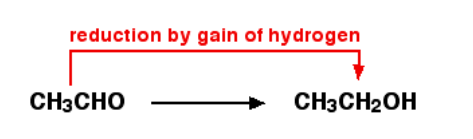 reduction by gain of hydrogen
CH3CHO CH3CH2OH